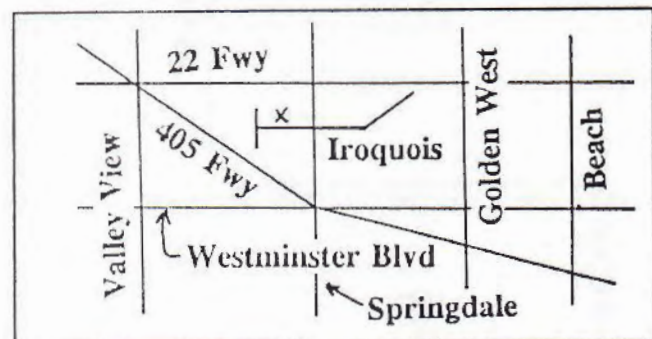 22 Fwy
Golden West
Beach
x
Iroquois
405 Fwy
Valley View
Westminster Blvd
Springdale